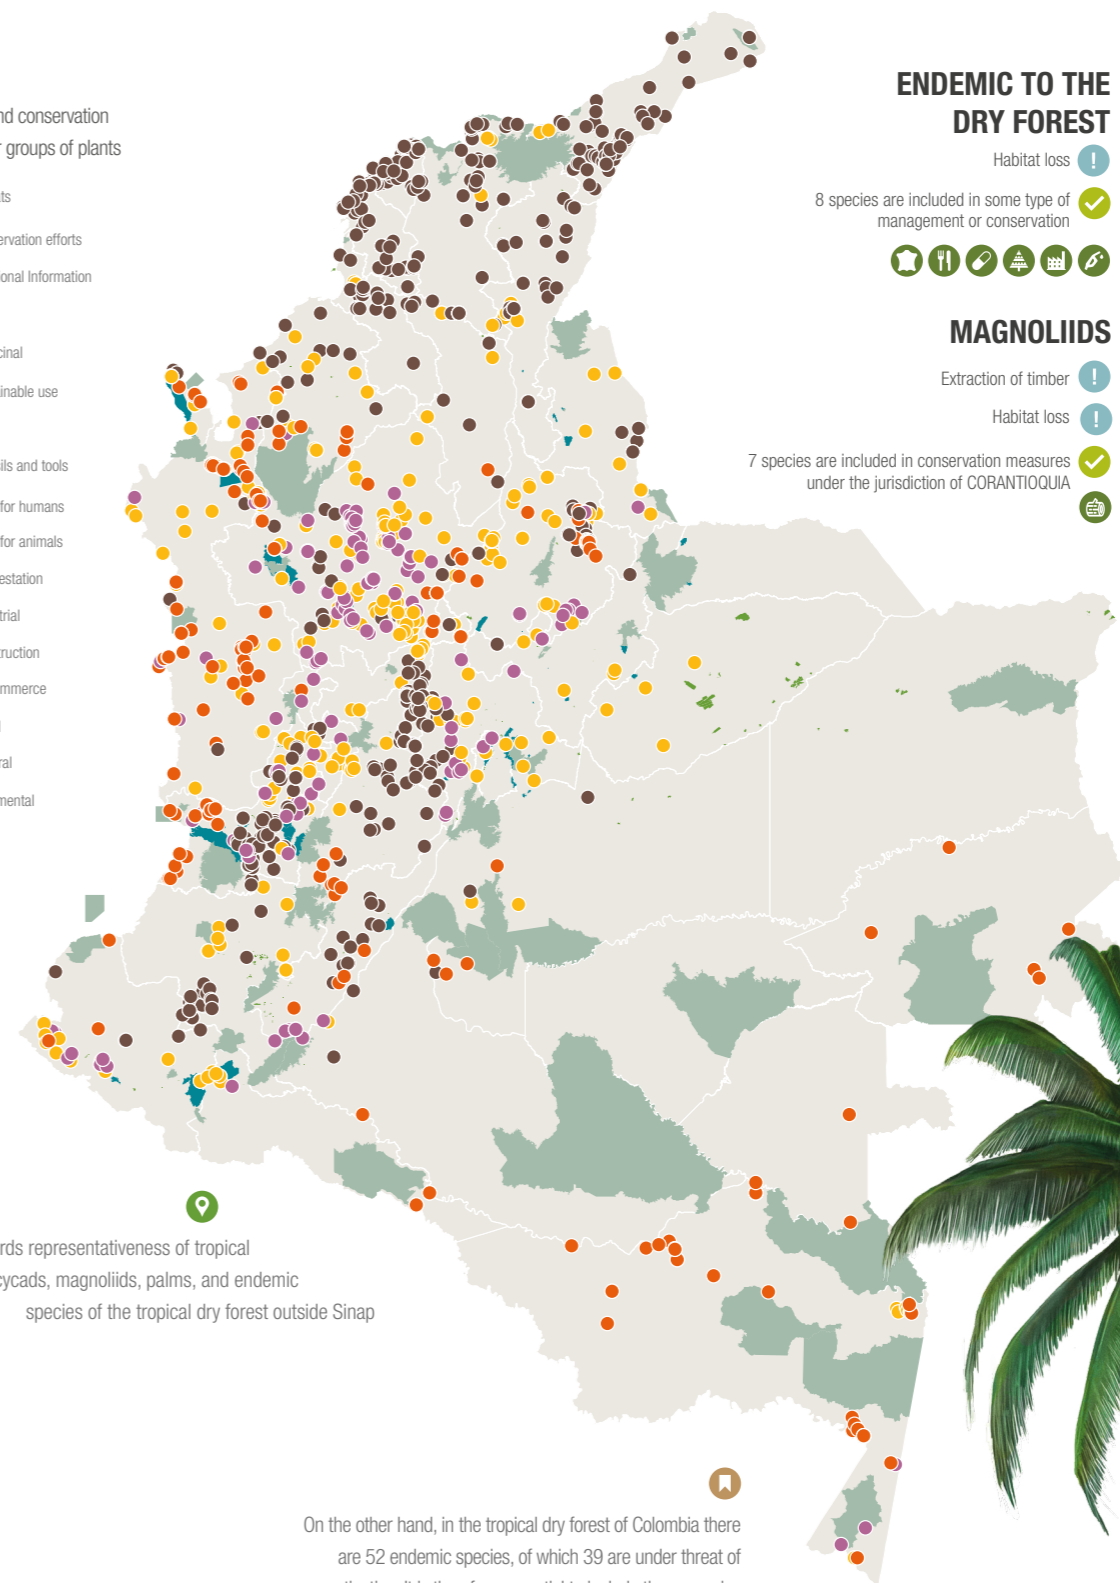 nd conservation
r groups of plants
ts
ervation efforts
onal Information
cinal
inable use
sils and tools
for humans
for animals
estation
trial
truction
mmerce
l
ral
mental
ENDEMIC TO THE
DRY FOREST
Habitat loss
8 species are included in some type of
management or conservation
MAGNOLIIDS
Extraction of timber
Habitat loss
7 species are included in conservation measures
under the jurisdiction of CORANTIOQUIA
rds representativeness of tropical
cycads, magnoliids, palms, and endemic
species of the tropical dry forest outside Sinap
On the other hand, in the tropical dry forest of Colombia there
are 52 endemic species, of which 39 are under threat of